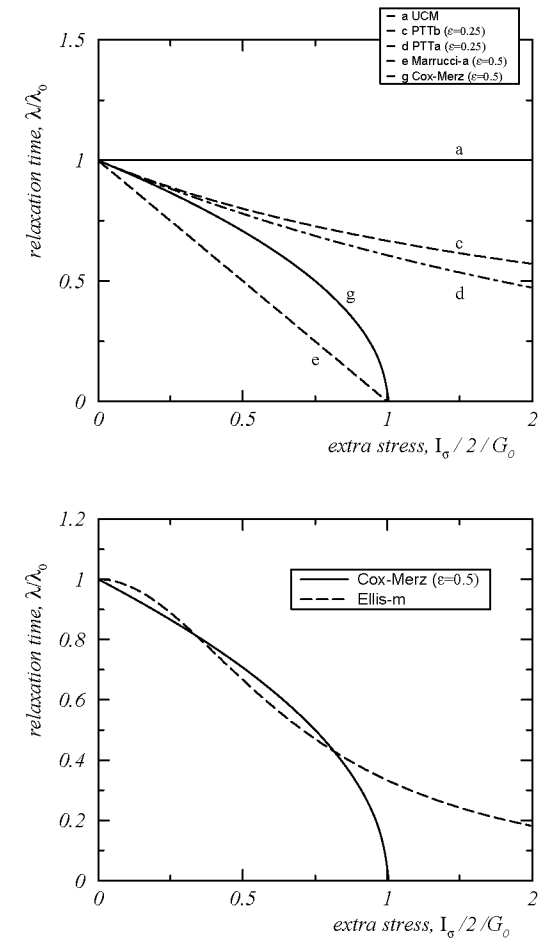 a UCM
c PTTb (ε=0.25)
d PTTa (ε=0.25)
e Marrucci-a (ε=0.5)
g Cox-Merz (ε=0.5)
1.5
1
0.5
0
relaxation time, λ/λ₀
a
c
d
g
e
0 0.5 1 2
extra stress, I_σ / 2 / G₀
1.2
1
0.8
0.6
0.4
0.2
0
relaxation time, λ/λ₀
Cox-Merz (ε=0.5)
Ellis-m
0 0.5 1 2
extra stress, I_σ /2 /G₀